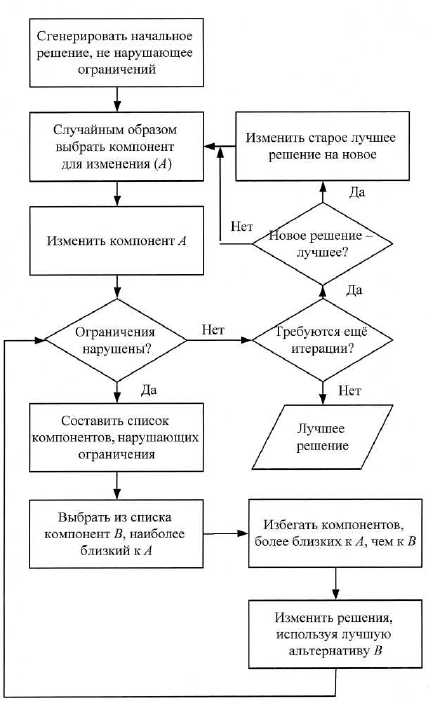 Сгенерировать начальное
решение, не нарушающее
ограничений
Случайным образом
выбрать компонент
для изменения (A)
Изменить старое лучшее
решение на новое
Да
Нет
Изменить компонент A
Новое решение –
лучшее?
Да
Ограничения
нарушены?
Нет
Требуются ещё
итерации?
Да
Нет
Составить список
компонентов, нарушающих
ограничения
Лучшее
решение
Выбрать из списка
компонент B, наиболее
близкий к A
Избегать компонентов,
более близких к A, чем к B
Изменить решения,
используя лучшую
альтернативу B